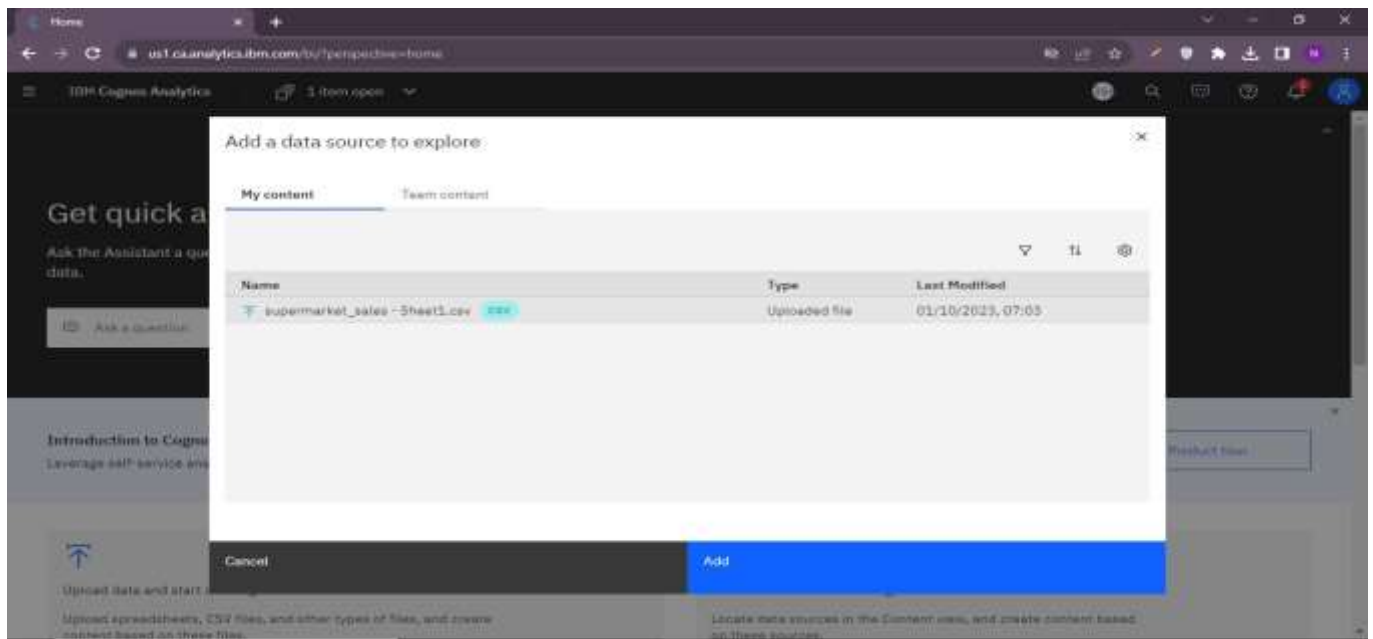 Home
us1.ca.analytics.ibm.com/bi/?perspective=home
IBM Cognos Analytics
1 item open
Add a data source to explore
My content Team content
Get quick a
Ask the Assistant a que
data.
Name Type Last Modified
supermarket_sales - Sheet1.csv CSV Uploaded file 01/10/2023, 07:03
Ask a question
Introduction to Cogno
Leverage self-service ana
Product tour
Cancel Add
Upload data and start
Upload spreadsheets, CSV files, and other types of files, and create
content based on these files.
Locate data sources in the Content view, and create content based
on these sources.